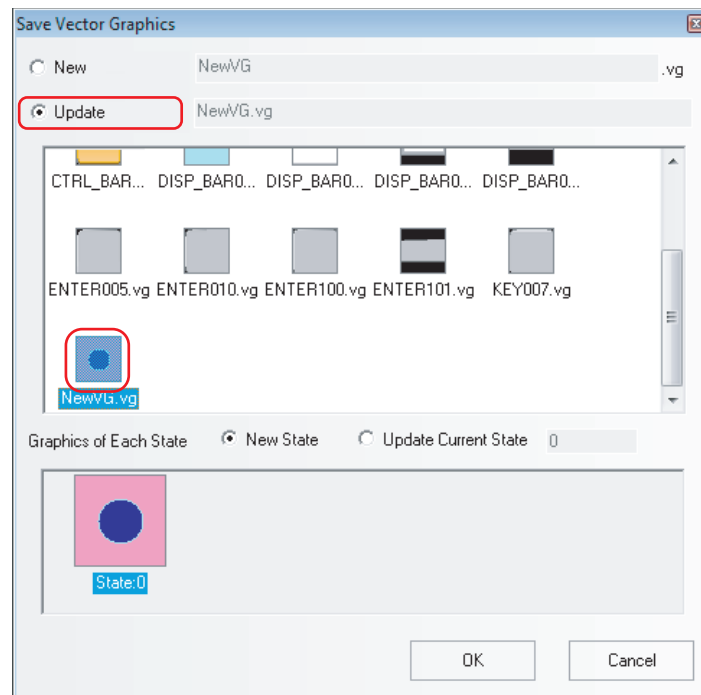 Save Vector Graphics
New NewVG .vg
Update NewVG.vg
CTRL_BAR... DISP_BAR0... DISP_BAR0... DISP_BAR0... DISP_BAR0...
ENTER005.vg ENTER010.vg ENTER100.vg ENTER101.vg KEY007.vg
NewVG.vg
Graphics of Each State New State Update Current State 0
State:0
OK Cancel